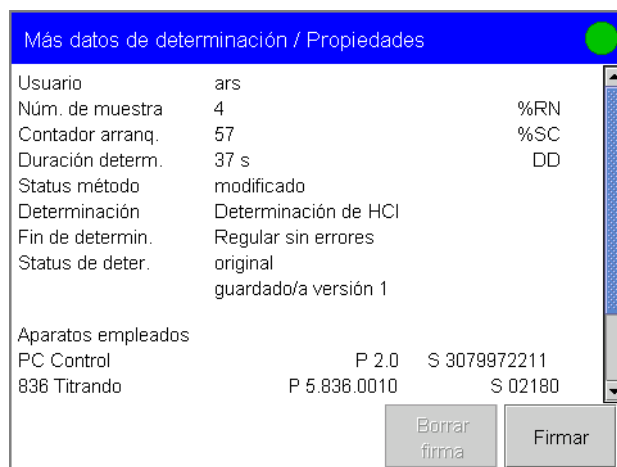 Más datos de determinación / Propiedades
Usuario ars
Núm. de muestra 4 %RN
Contador arranq. 57 %SC
Duración determ. 37 s DD
Status método modificado
Determinación Determinación de HCl
Fin de determin. Regular sin errores
Status de deter. original
guardado/a versión 1
Aparatos empleados
PC Control P 2.0 S 3079972211
836 Titrando P 5.836.0010 S 02180
Borrar
firma
Firmar